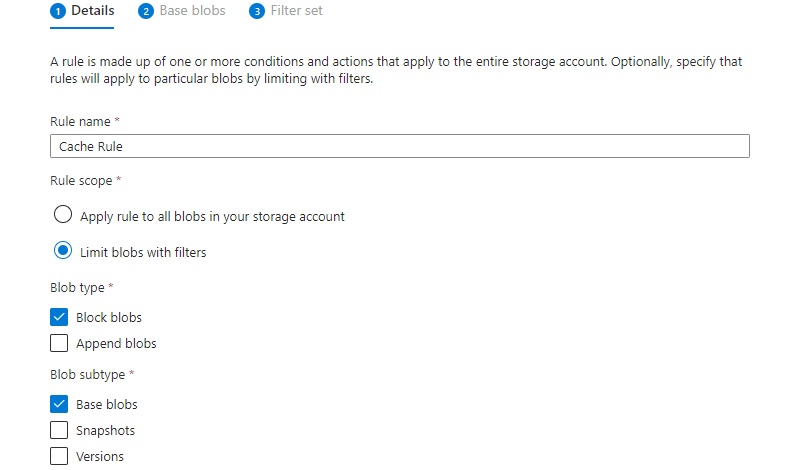 1 Details 2 Base blobs 3 Filter set
A rule is made up of one or more conditions and actions that apply to the entire storage account. Optionally, specify that
rules will apply to particular blobs by limiting with filters.
Rule name *
Cache Rule
Rule scope *
Apply rule to all blobs in your storage account
Limit blobs with filters
Blob type *
Block blobs
Append blobs
Blob subtype *
Base blobs
Snapshots
Versions